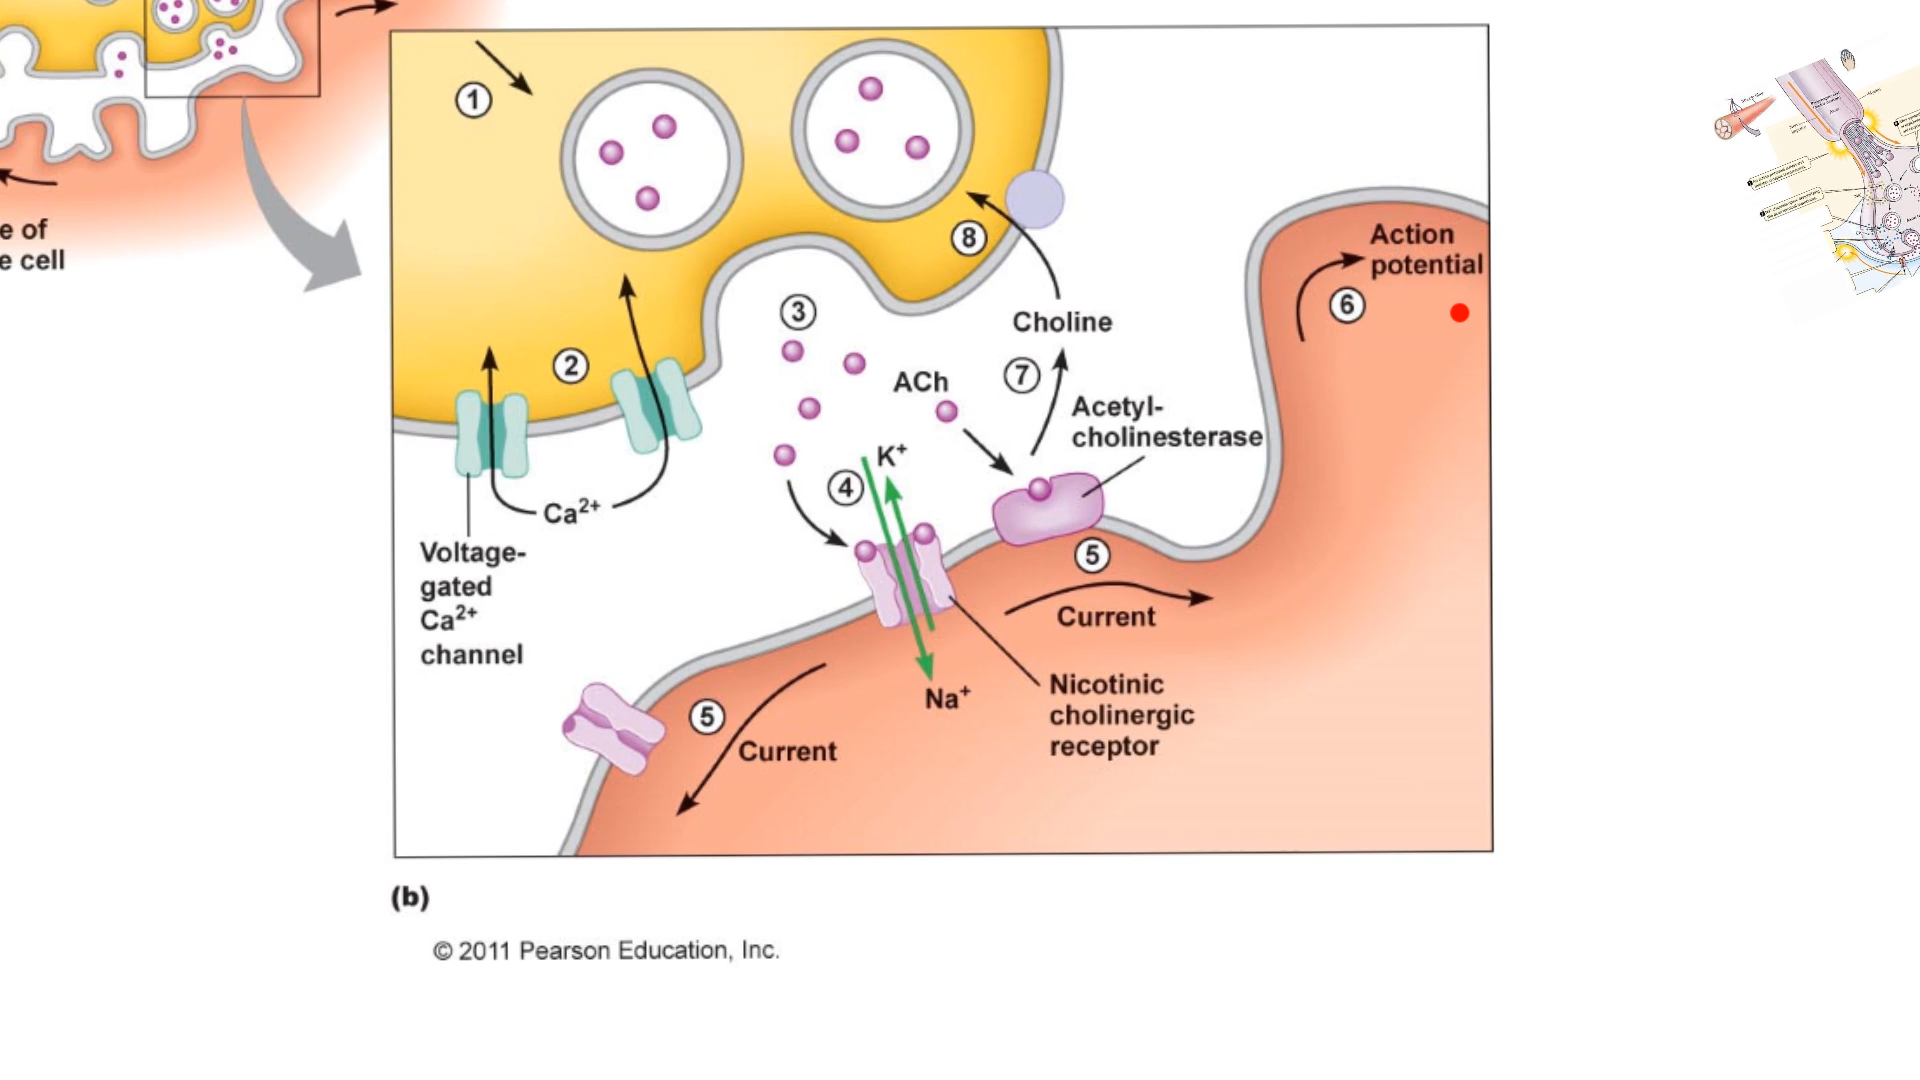 e of
e cell
1
2
3
4
5
5
6
7
8
Action
potential
Choline
ACh
Acetyl-
cholinesterase
K⁺
Ca²⁺
Voltage-
gated
Ca²⁺
channel
Current
Na⁺
Nicotinic
cholinergic
receptor
Current
(b)
© 2011 Pearson Education, Inc.